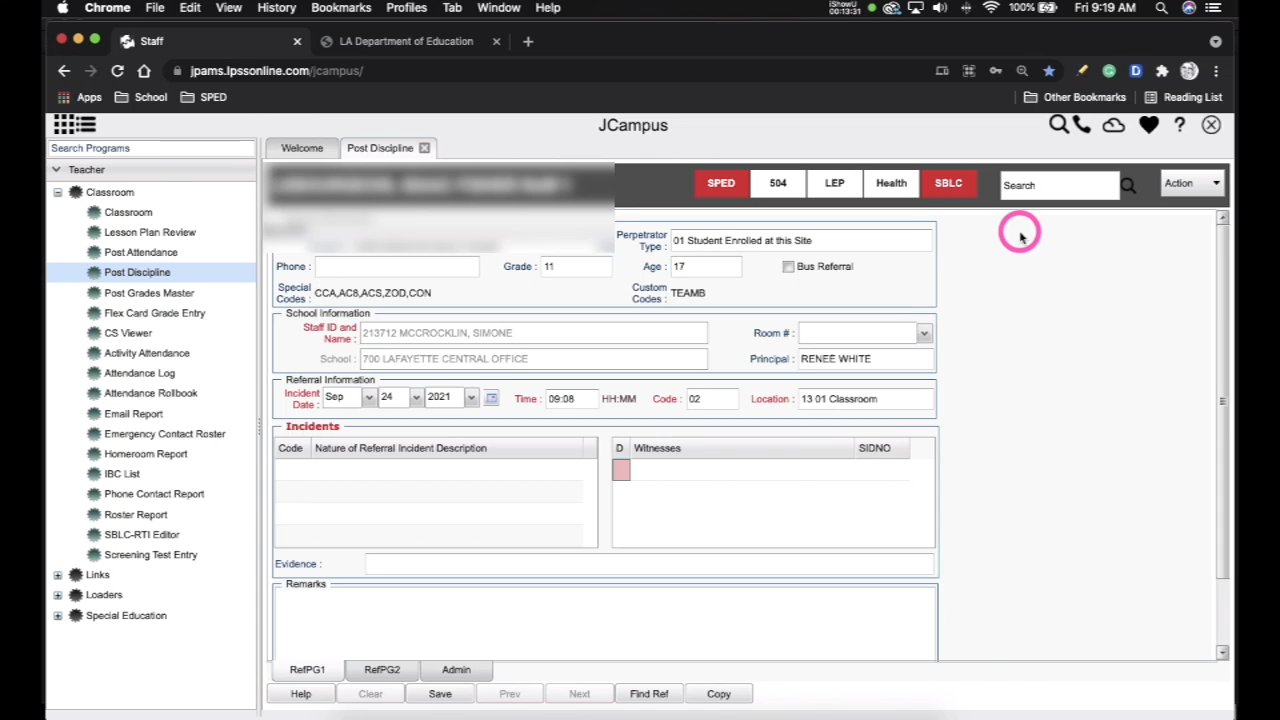 Chrome File Edit View History Bookmarks Profiles Tab Window Help iShowU 00:13:31 100% Fri 9:19 AM
Staff LA Department of Education
jpams.lpssonline.com/jcampus/
Apps School SPED Other Bookmarks Reading List
JCampus
Search Programs
Welcome Post Discipline
Teacher
Classroom
Classroom
Lesson Plan Review
Post Attendance
Post Discipline
Post Grades Master
Flex Card Grade Entry
CS Viewer
Activity Attendance
Attendance Log
Attendance Rollbook
Email Report
Emergency Contact Roster
Homeroom Report
IBC List
Phone Contact Report
Roster Report
SBLC-RTI Editor
Screening Test Entry
Links
Loaders
Special Education
SPED 504 LEP Health SBLC Search Action
Perpetrator Type : 01 Student Enrolled at this Site
Phone : Grade : 11 Age : 17 Bus Referral
Special Codes : CCA,AC8,ACS,ZOD,CON Custom Codes : TEAMB
School Information
Staff ID and Name : 213712 MCCROCKLIN, SIMONE Room # :
School : 700 LAFAYETTE CENTRAL OFFICE Principal : RENEE WHITE
Referral Information
Incident Date : Sep 24 2021 Time : 09:08 HH:MM Code : 02 Location : 13 01 Classroom
Incidents
Code Nature of Referral Incident Description D Witnesses SIDNO
Evidence :
Remarks
RefPG1 RefPG2 Admin
Help Clear Save Prev Next Find Ref Copy